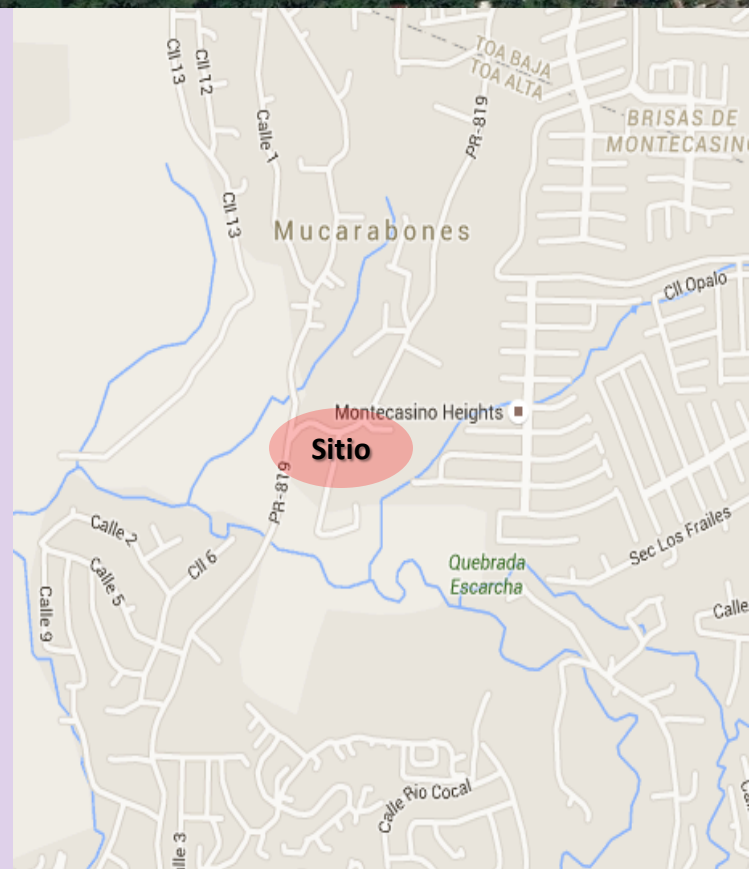 Cll 13
Cll 12
Calle 1
PR-819
TOA BAJA
TOA ALTA
BRISAS DE
MONTECASINO
Cll 13
Mucarabones
Cll Opalo
Montecasino Heights
Sitio
PR-819
Calle 2
Cll 6
Calle 5
Calle 9
Quebrada
Escarcha
Sec Los Frailes
Calle
Calle Rio Cocal
lle 3